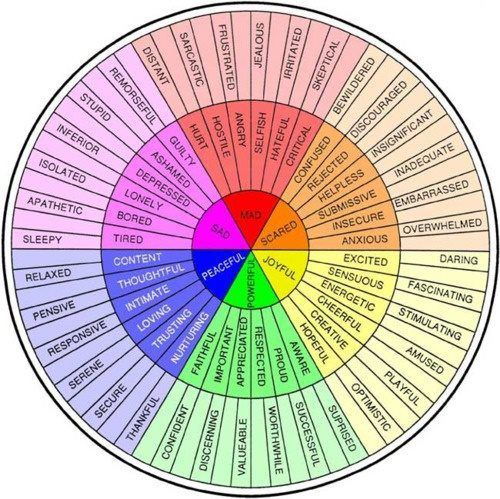 MAD
SCARED
JOYFUL
POWERFUL
PEACEFUL
SAD
HURT
HOSTILE
ANGRY
SELFISH
HATEFUL
CRITICAL
CONFUSED
REJECTED
HELPLESS
SUBMISSIVE
INSECURE
ANXIOUS
EXCITED
SENSUOUS
ENERGETIC
CHEERFUL
CREATIVE
HOPEFUL
AWARE
PROUD
RESPECTED
APPRECIATED
IMPORTANT
FAITHFUL
NURTURING
TRUSTING
LOVING
INTIMATE
THOUGHTFUL
CONTENT
TIRED
BORED
LONELY
DEPRESSED
ASHAMED
GUILTY
DISTANT
SARCASTIC
FRUSTRATED
JEALOUS
IRRITATED
SKEPTICAL
BEWILDERED
DISCOURAGED
INSIGNIFICANT
INADEQUATE
EMBARRASSED
OVERWHELMED
DARING
FASCINATING
STIMULATING
AMUSED
PLAYFUL
OPTIMISTIC
SUPRISED
SUCCESSFUL
WORTHWHILE
VALUEABLE
DISCERNING
CONFIDENT
THANKFUL
SECURE
SERENE
RESPONSIVE
PENSIVE
RELAXED
SLEEPY
APATHETIC
ISOLATED
INFERIOR
STUPID
REMORSEFUL